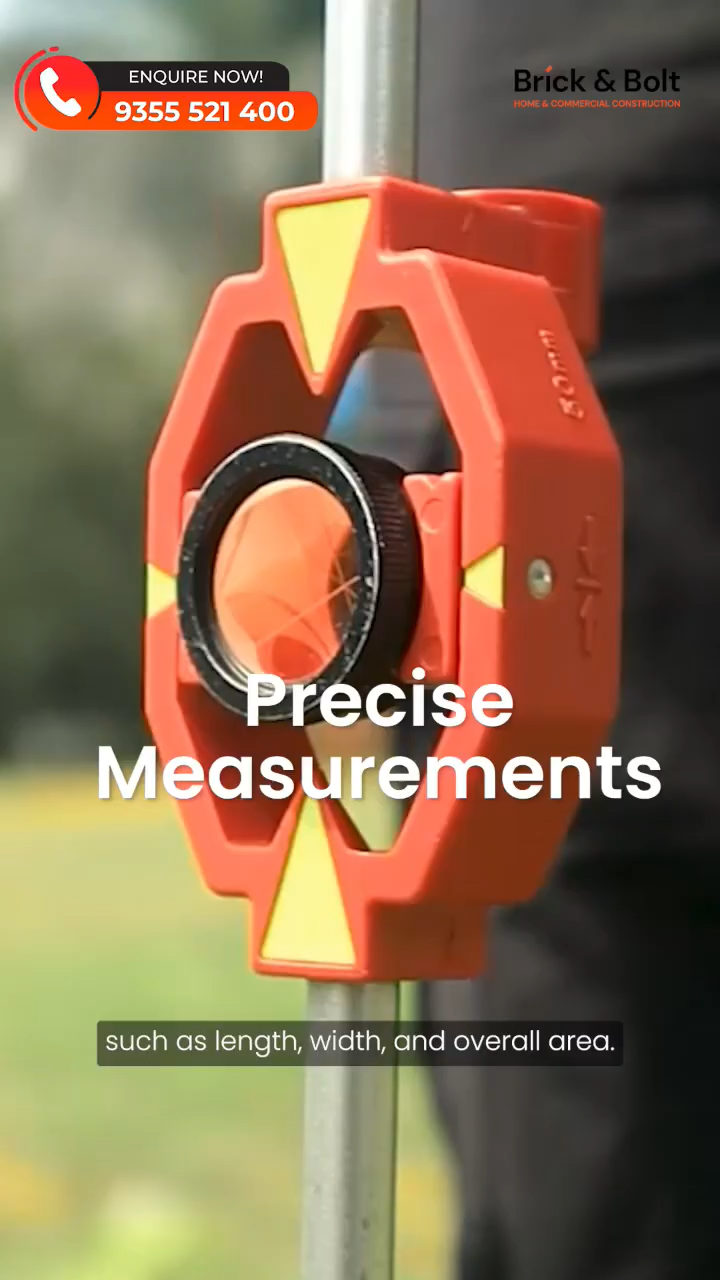 ENQUIRE NOW!
9355 521 400
Brick & Bolt
HOME & COMMERCIAL CONSTRUCTION
50mm
Precise
Measurements
such as length, width, and overall area.